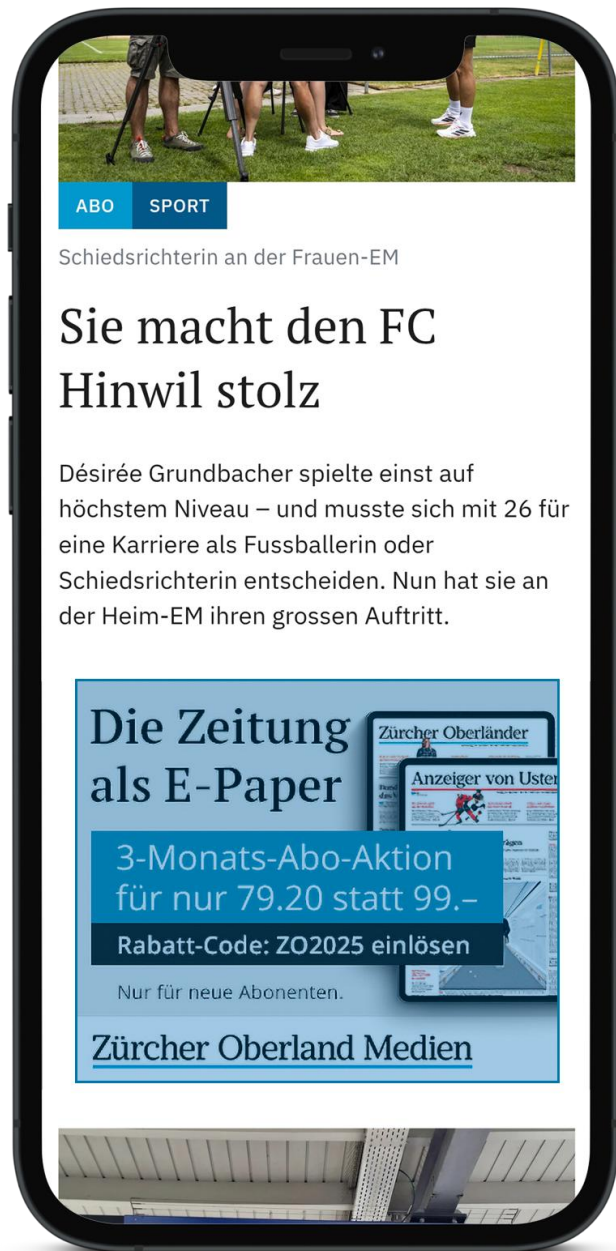 ABO SPORT
Schiedsrichterin an der Frauen-EM
Sie macht den FC
Hinwil stolz
Désirée Grundbacher spielte einst auf
höchstem Niveau – und musste sich mit 26 für
eine Karriere als Fussballerin oder
Schiedsrichterin entscheiden. Nun hat sie an
der Heim-EM ihren grossen Auftritt.
Die Zeitung
als E-Paper
Zürcher Oberländer
Anzeiger von Uster
3-Monats-Abo-Aktion
für nur 79.20 statt 99.–
Rabatt-Code: ZO2025 einlösen
Nur für neue Abonenten.
Zürcher Oberland Medien